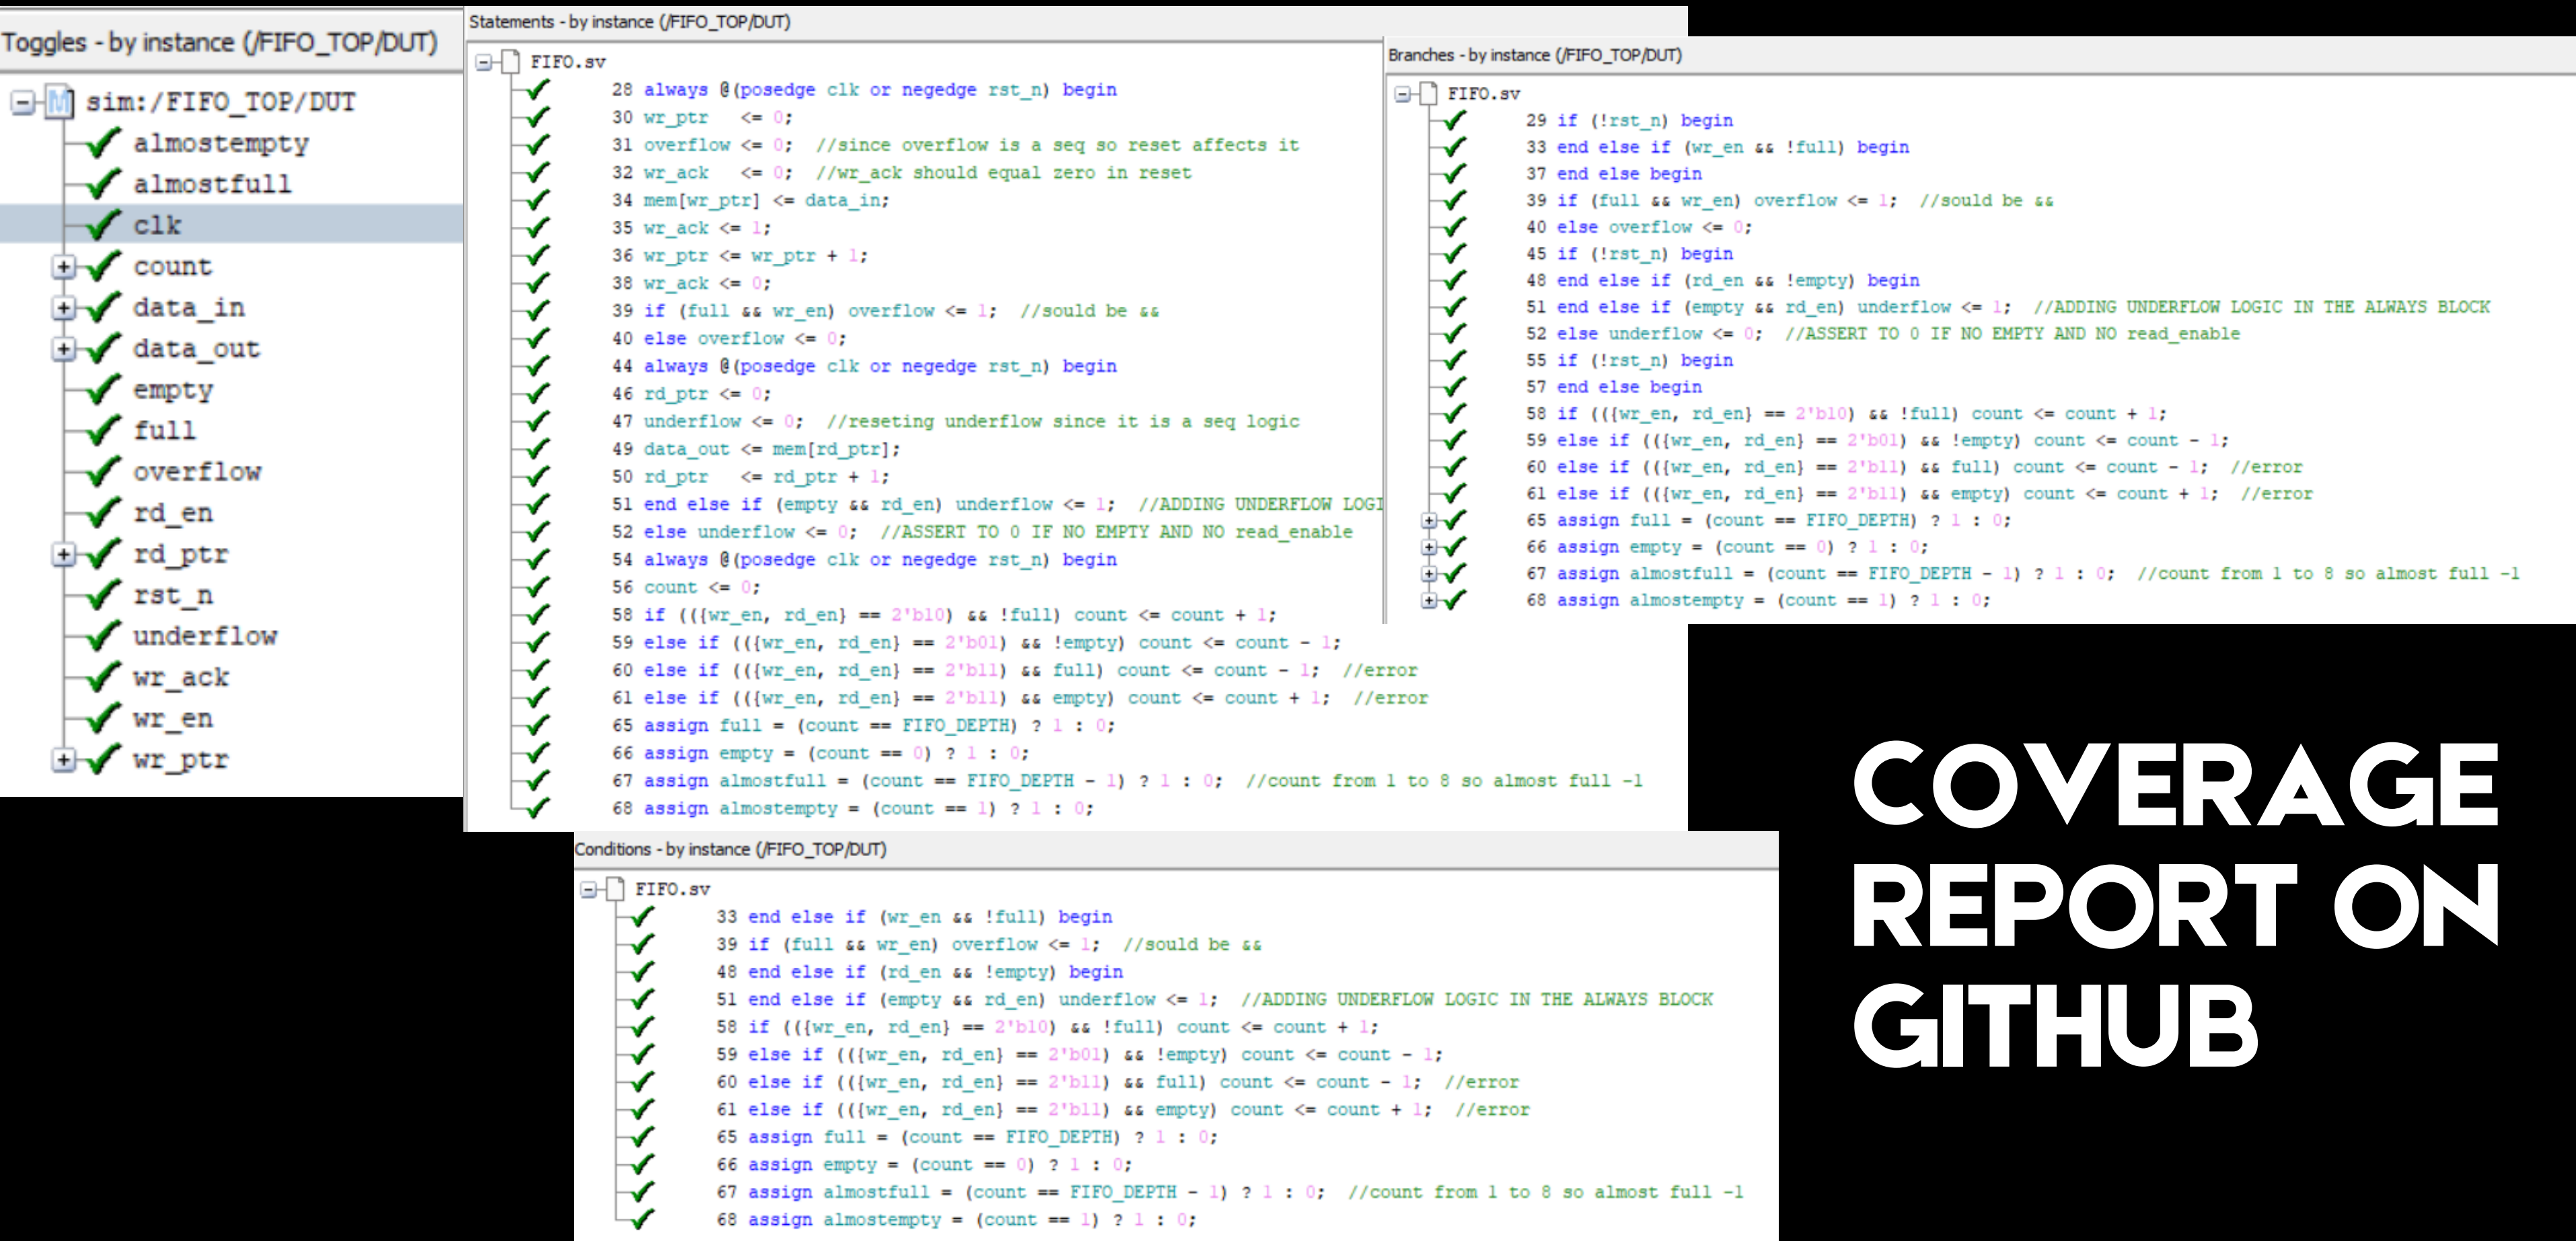 Toggles - by instance (/FIFO_TOP/DUT)
sim:/FIFO_TOP/DUT
almostempty
almostfull
clk
count
data_in
data_out
empty
full
overflow
rd_en
rd_ptr
rst_n
underflow
wr_ack
wr_en
wr_ptr
Statements - by instance (/FIFO_TOP/DUT)
FIFO.sv
28 always @(posedge clk or negedge rst_n) begin
30 wr_ptr   <= 0;
31 overflow <= 0;  //since overflow is a seq so reset affects it
32 wr_ack   <= 0;  //wr_ack should equal zero in reset
34 mem[wr_ptr] <= data_in;
35 wr_ack <= 1;
36 wr_ptr <= wr_ptr + 1;
38 wr_ack <= 0;
39 if (full && wr_en) overflow <= 1;  //sould be &&
40 else overflow <= 0;
44 always @(posedge clk or negedge rst_n) begin
46 rd_ptr <= 0;
47 underflow <= 0;  //reseting underflow since it is a seq logic
49 data_out <= mem[rd_ptr];
50 rd_ptr   <= rd_ptr + 1;
51 end else if (empty && rd_en) underflow <= 1;  //ADDING UNDERFLOW LOGI
52 else underflow <= 0;  //ASSERT TO 0 IF NO EMPTY AND NO read_enable
54 always @(posedge clk or negedge rst_n) begin
56 count <= 0;
58 if (({wr_en, rd_en} == 2'b10) && !full) count <= count + 1;
59 else if (({wr_en, rd_en} == 2'b01) && !empty) count <= count - 1;
60 else if (({wr_en, rd_en} == 2'b11) && full) count <= count - 1;  //error
61 else if (({wr_en, rd_en} == 2'b11) && empty) count <= count + 1;  //error
65 assign full = (count == FIFO_DEPTH) ? 1 : 0;
66 assign empty = (count == 0) ? 1 : 0;
67 assign almostfull = (count == FIFO_DEPTH - 1) ? 1 : 0;  //count from 1 to 8 so almost full -1
68 assign almostempty = (count == 1) ? 1 : 0;
Branches - by instance (/FIFO_TOP/DUT)
FIFO.sv
29 if (!rst_n) begin
33 end else if (wr_en && !full) begin
37 end else begin
39 if (full && wr_en) overflow <= 1;  //sould be &&
40 else overflow <= 0;
45 if (!rst_n) begin
48 end else if (rd_en && !empty) begin
51 end else if (empty && rd_en) underflow <= 1;  //ADDING UNDERFLOW LOGIC IN THE ALWAYS BLOCK
52 else underflow <= 0;  //ASSERT TO 0 IF NO EMPTY AND NO read_enable
55 if (!rst_n) begin
57 end else begin
58 if (({wr_en, rd_en} == 2'b10) && !full) count <= count + 1;
59 else if (({wr_en, rd_en} == 2'b01) && !empty) count <= count - 1;
60 else if (({wr_en, rd_en} == 2'b11) && full) count <= count - 1;  //error
61 else if (({wr_en, rd_en} == 2'b11) && empty) count <= count + 1;  //error
65 assign full = (count == FIFO_DEPTH) ? 1 : 0;
66 assign empty = (count == 0) ? 1 : 0;
67 assign almostfull = (count == FIFO_DEPTH - 1) ? 1 : 0;  //count from 1 to 8 so almost full -1
68 assign almostempty = (count == 1) ? 1 : 0;
Conditions - by instance (/FIFO_TOP/DUT)
FIFO.sv
33 end else if (wr_en && !full) begin
39 if (full && wr_en) overflow <= 1;  //sould be &&
48 end else if (rd_en && !empty) begin
51 end else if (empty && rd_en) underflow <= 1;  //ADDING UNDERFLOW LOGIC IN THE ALWAYS BLOCK
58 if (({wr_en, rd_en} == 2'b10) && !full) count <= count + 1;
59 else if (({wr_en, rd_en} == 2'b01) && !empty) count <= count - 1;
60 else if (({wr_en, rd_en} == 2'b11) && full) count <= count - 1;  //error
61 else if (({wr_en, rd_en} == 2'b11) && empty) count <= count + 1;  //error
65 assign full = (count == FIFO_DEPTH) ? 1 : 0;
66 assign empty = (count == 0) ? 1 : 0;
67 assign almostfull = (count == FIFO_DEPTH - 1) ? 1 : 0;  //count from 1 to 8 so almost full -1
68 assign almostempty = (count == 1) ? 1 : 0;
COVERAGE
REPORT ON
GITHUB